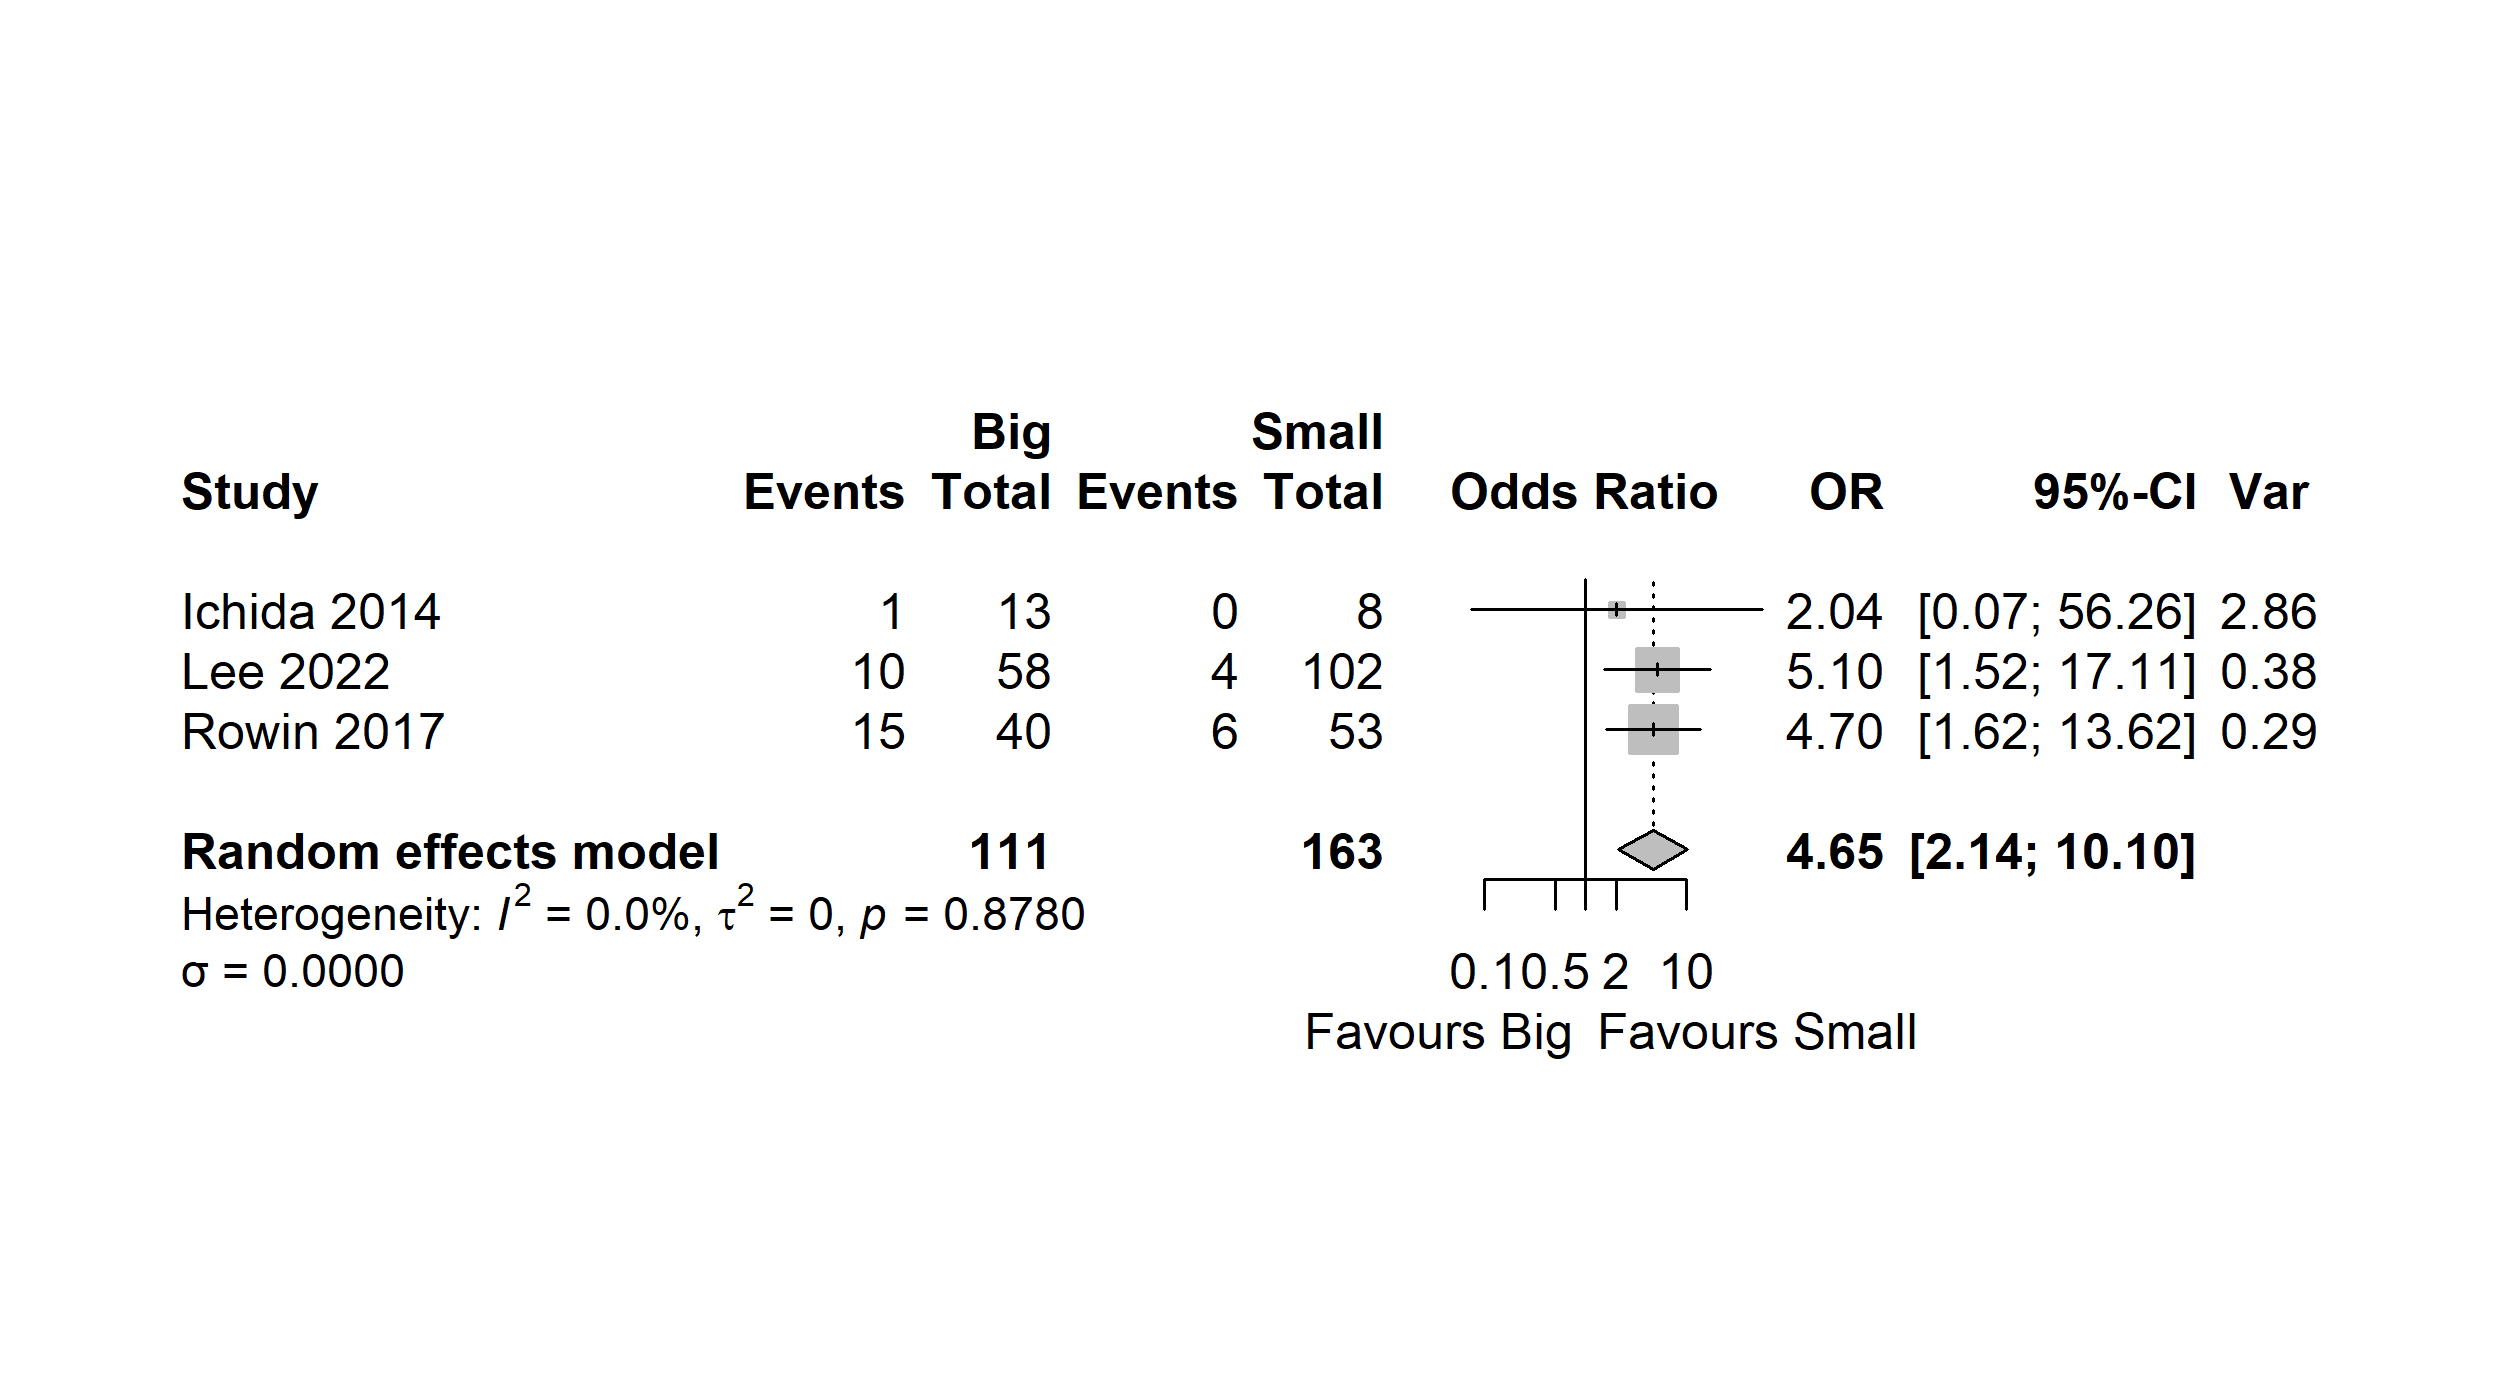 Big Small
Study Events Total Events Total Odds Ratio OR 95%-CI Var
Ichida 2014 1 13 0 8 2.04 [0.07; 56.26] 2.86
Lee 2022 10 58 4 102 5.10 [1.52; 17.11] 0.38
Rowin 2017 15 40 6 53 4.70 [1.62; 13.62] 0.29
Random effects model 111 163 4.65 [2.14; 10.10]
Heterogeneity: I² = 0.0%, τ² = 0, p = 0.8780
σ = 0.0000 0.1 0.5 2 10
Favours Big Favours Small